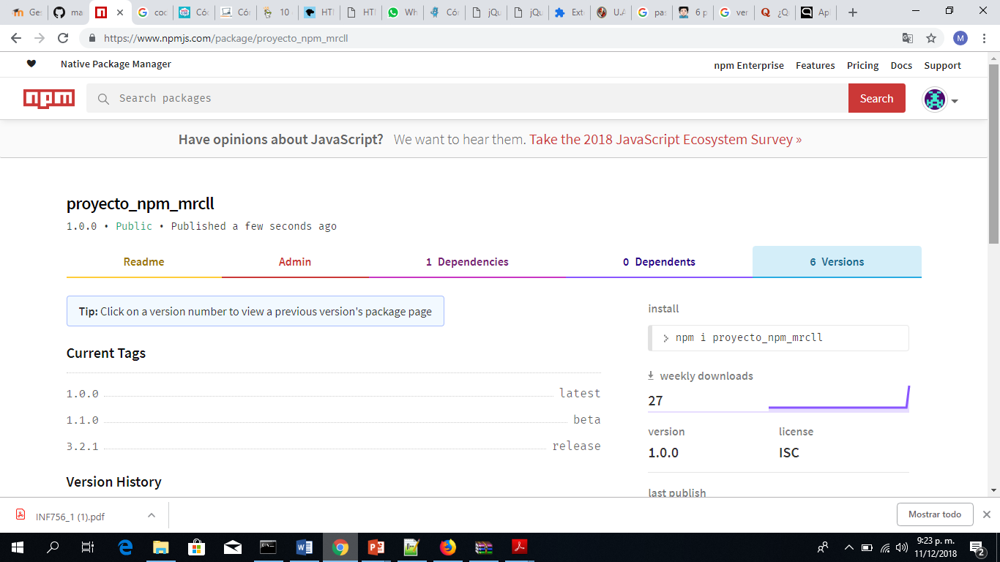 Ges
ma
coc
Cóc
Cór
10
HTI
HTI
Wh
Cór
jQu
jQu
Ext
U.A
pas
6 p
ver
¿Q
Ap
https://www.npmjs.com/package/proyecto_npm_mrcll
M
Native Package Manager
npm Enterprise Features Pricing Docs Support
npm
Search packages
Search
Have opinions about JavaScript? We want to hear them. Take the 2018 JavaScript Ecosystem Survey »
proyecto_npm_mrcll
1.0.0 • Public • Published a few seconds ago
Readme
Admin
1 Dependencies
0 Dependents
6 Versions
Tip: Click on a version number to view a previous version's package page
Current Tags
1.0.0 latest
1.1.0 beta
3.2.1 release
Version History
install
npm i proyecto_npm_mrcll
weekly downloads
27
version
1.0.0
license
ISC
last publish
INF756_1 (1).pdf
Mostrar todo
9:23 p. m.
11/12/2018
2